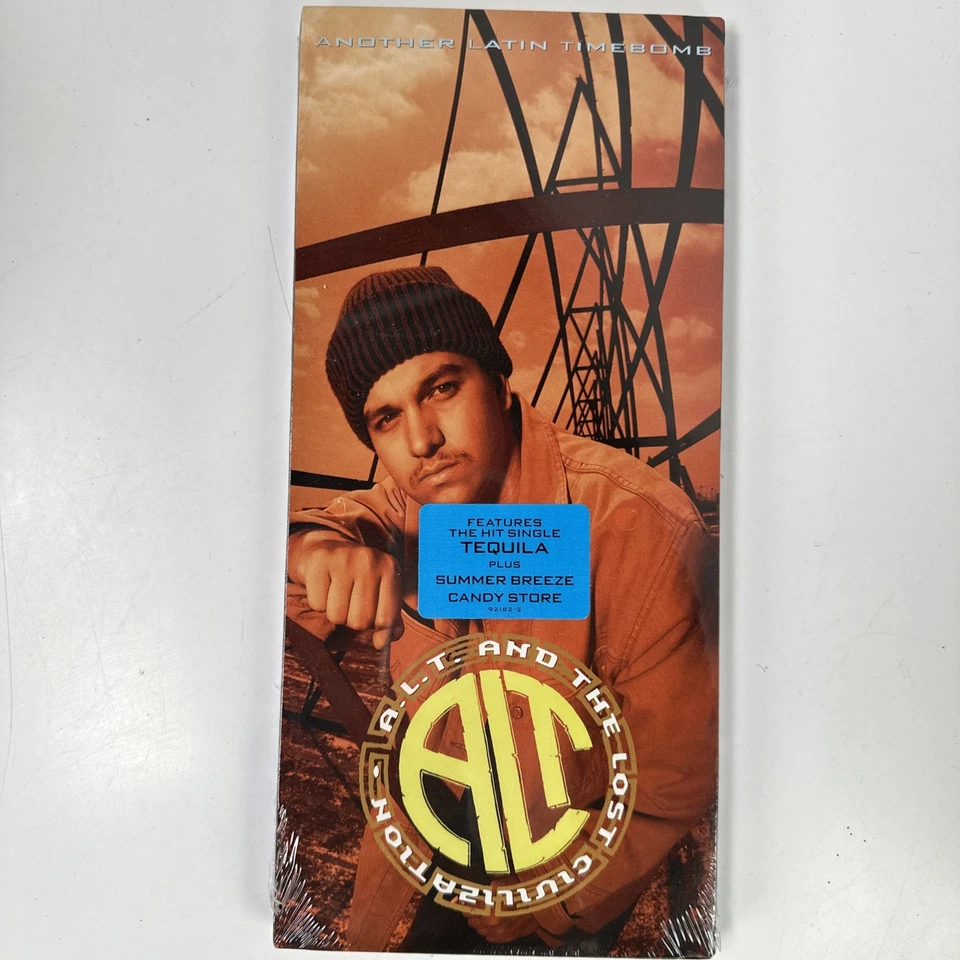 ANOTHER LATIN TIMEBOMB
FEATURES
THE HIT SINGLE
TEQUILA
PLUS
SUMMER BREEZE
CANDY STORE
92182-2
A.L.T. AND THE LOST CIVILIZATION •
ALT